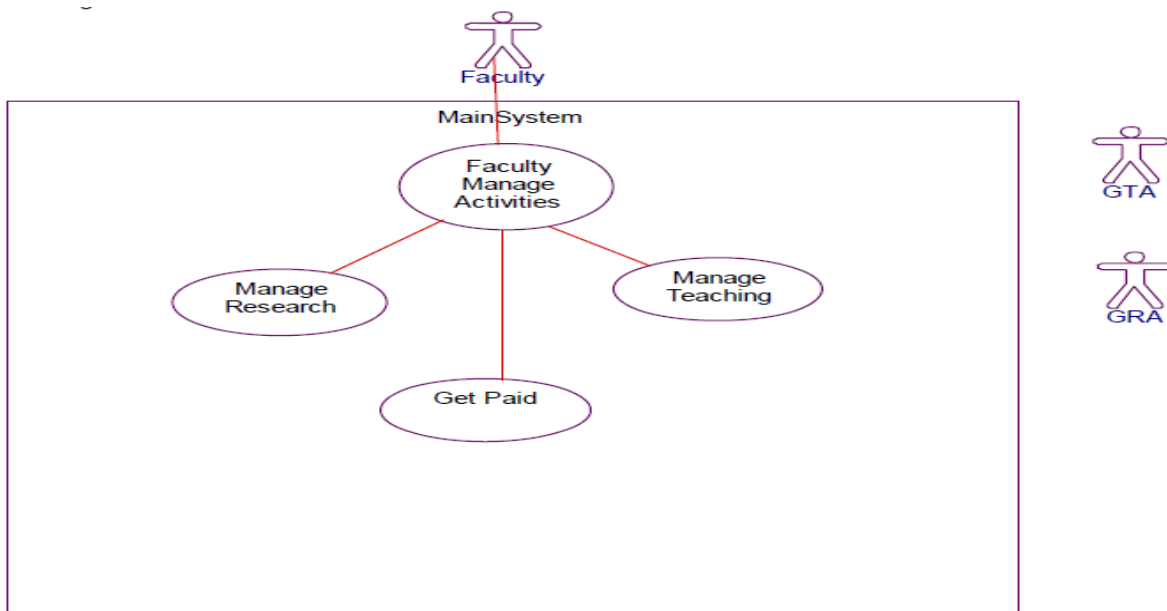 Faculty
MainSystem
Faculty
Manage
Activities
GTA
Manage
Research
Manage
Teaching
GRA
Get Paid